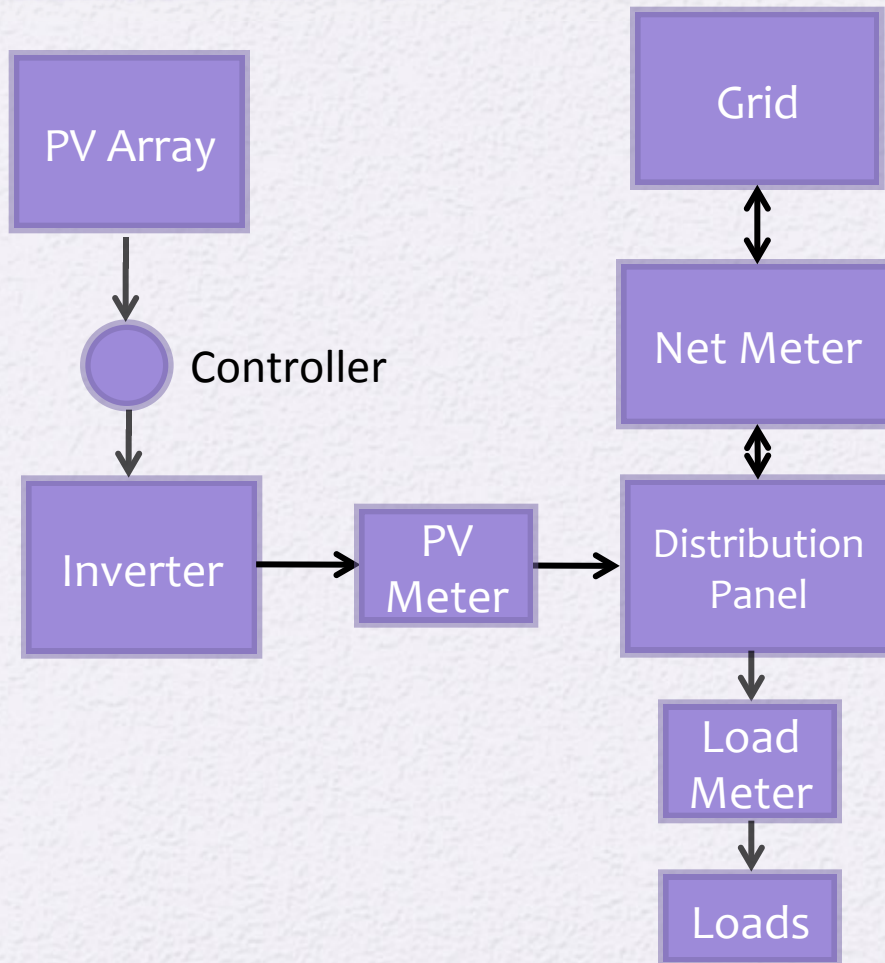 PV Array
Grid
Controller
Net Meter
Inverter
PV
Meter
Distribution
Panel
Load
Meter
Loads